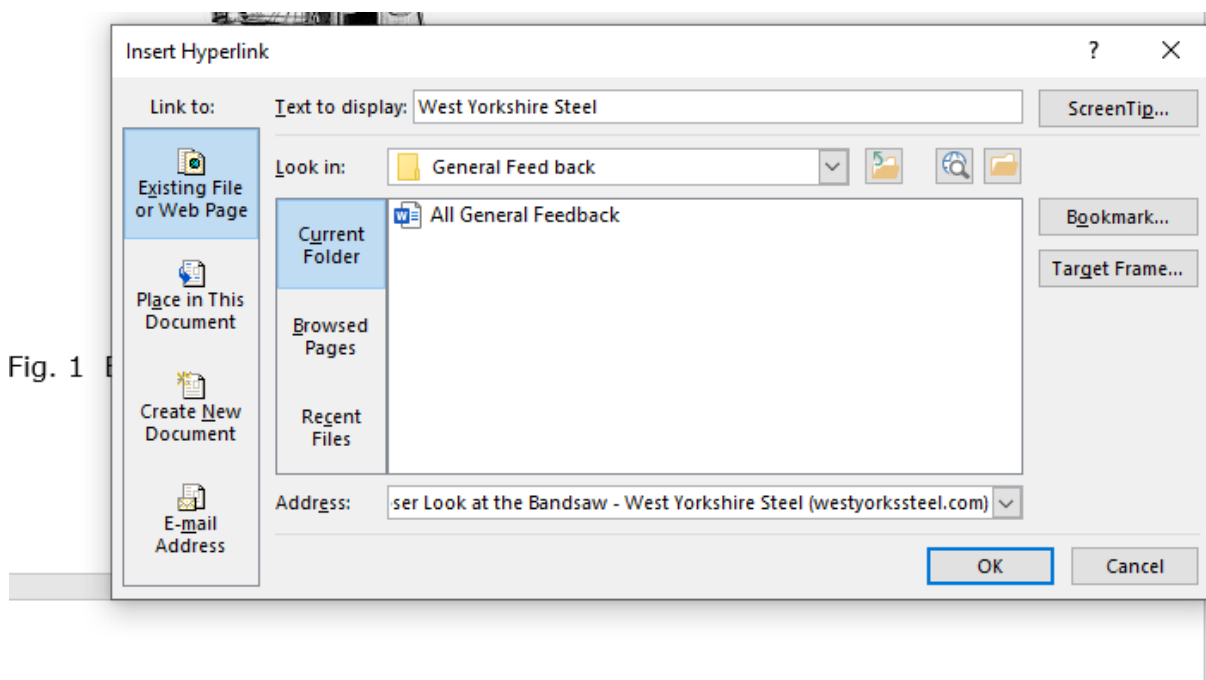 Insert Hyperlink ?
Link to:
Text to display: West Yorkshire Steel
ScreenTip...
Existing File
or Web Page
Look in: General Feed back
Current
Folder
All General Feedback
Bookmark...
Target Frame...
Place in This
Document
Browsed
Pages
Fig. 1
Create New
Document
Recent
Files
E-mail
Address
Address: ser Look at the Bandsaw - West Yorkshire Steel (westyorkssteel.com)
OK
Cancel